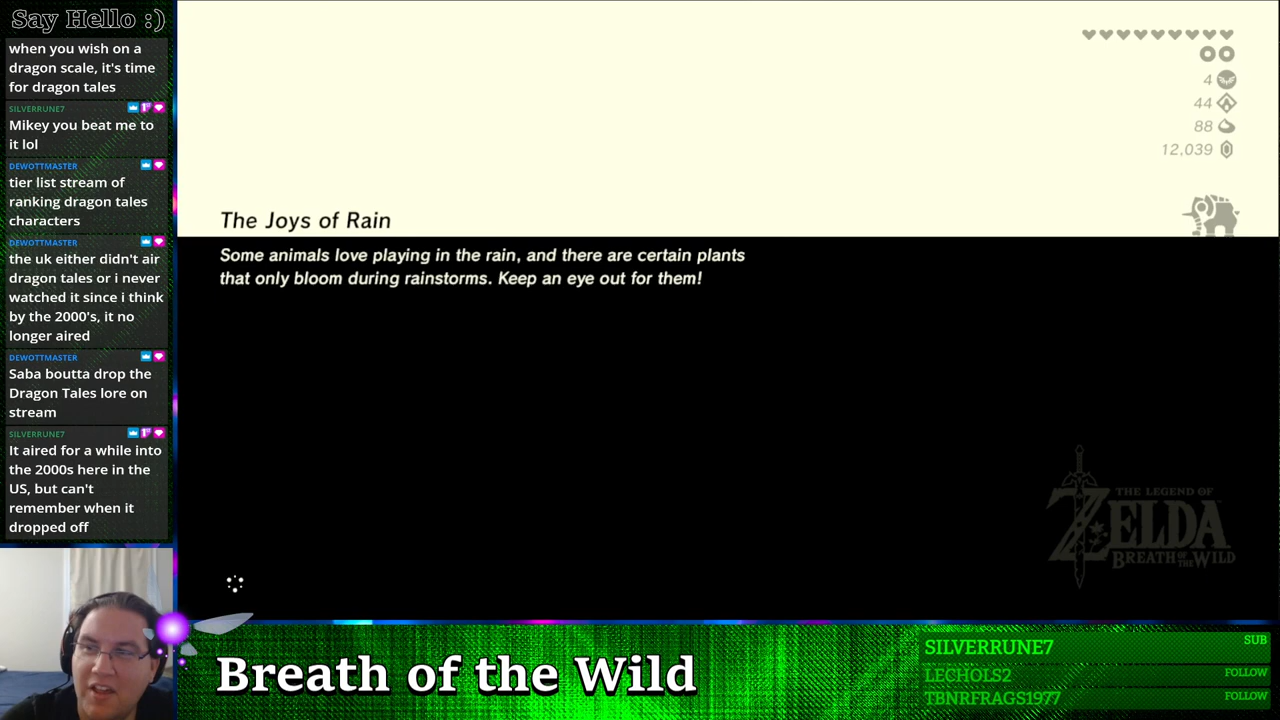 Say Hello :)
when you wish on a
dragon scale, it's time
for dragon tales
SILVERRUNE7
Mikey you beat me to
it lol
DEWOTTMASTER
tier list stream of
ranking dragon tales
characters
DEWOTTMASTER
the uk either didn't air
dragon tales or i never
watched it since i think
by the 2000's, it no
longer aired
DEWOTTMASTER
Saba boutta drop the
Dragon Tales lore on
stream
SILVERRUNE7
It aired for a while into
the 2000s here in the
US, but can't
remember when it
dropped off
4
44
88
12,039
The Joys of Rain
Some animals love playing in the rain, and there are certain plants
that only bloom during rainstorms. Keep an eye out for them!
THE LEGEND OF
ZELDA
BREATH OF THE WILD
Breath of the Wild
SILVERRUNE7 SUB
LECHOLS2 FOLLOW
TBNRFRAGS1977 FOLLOW